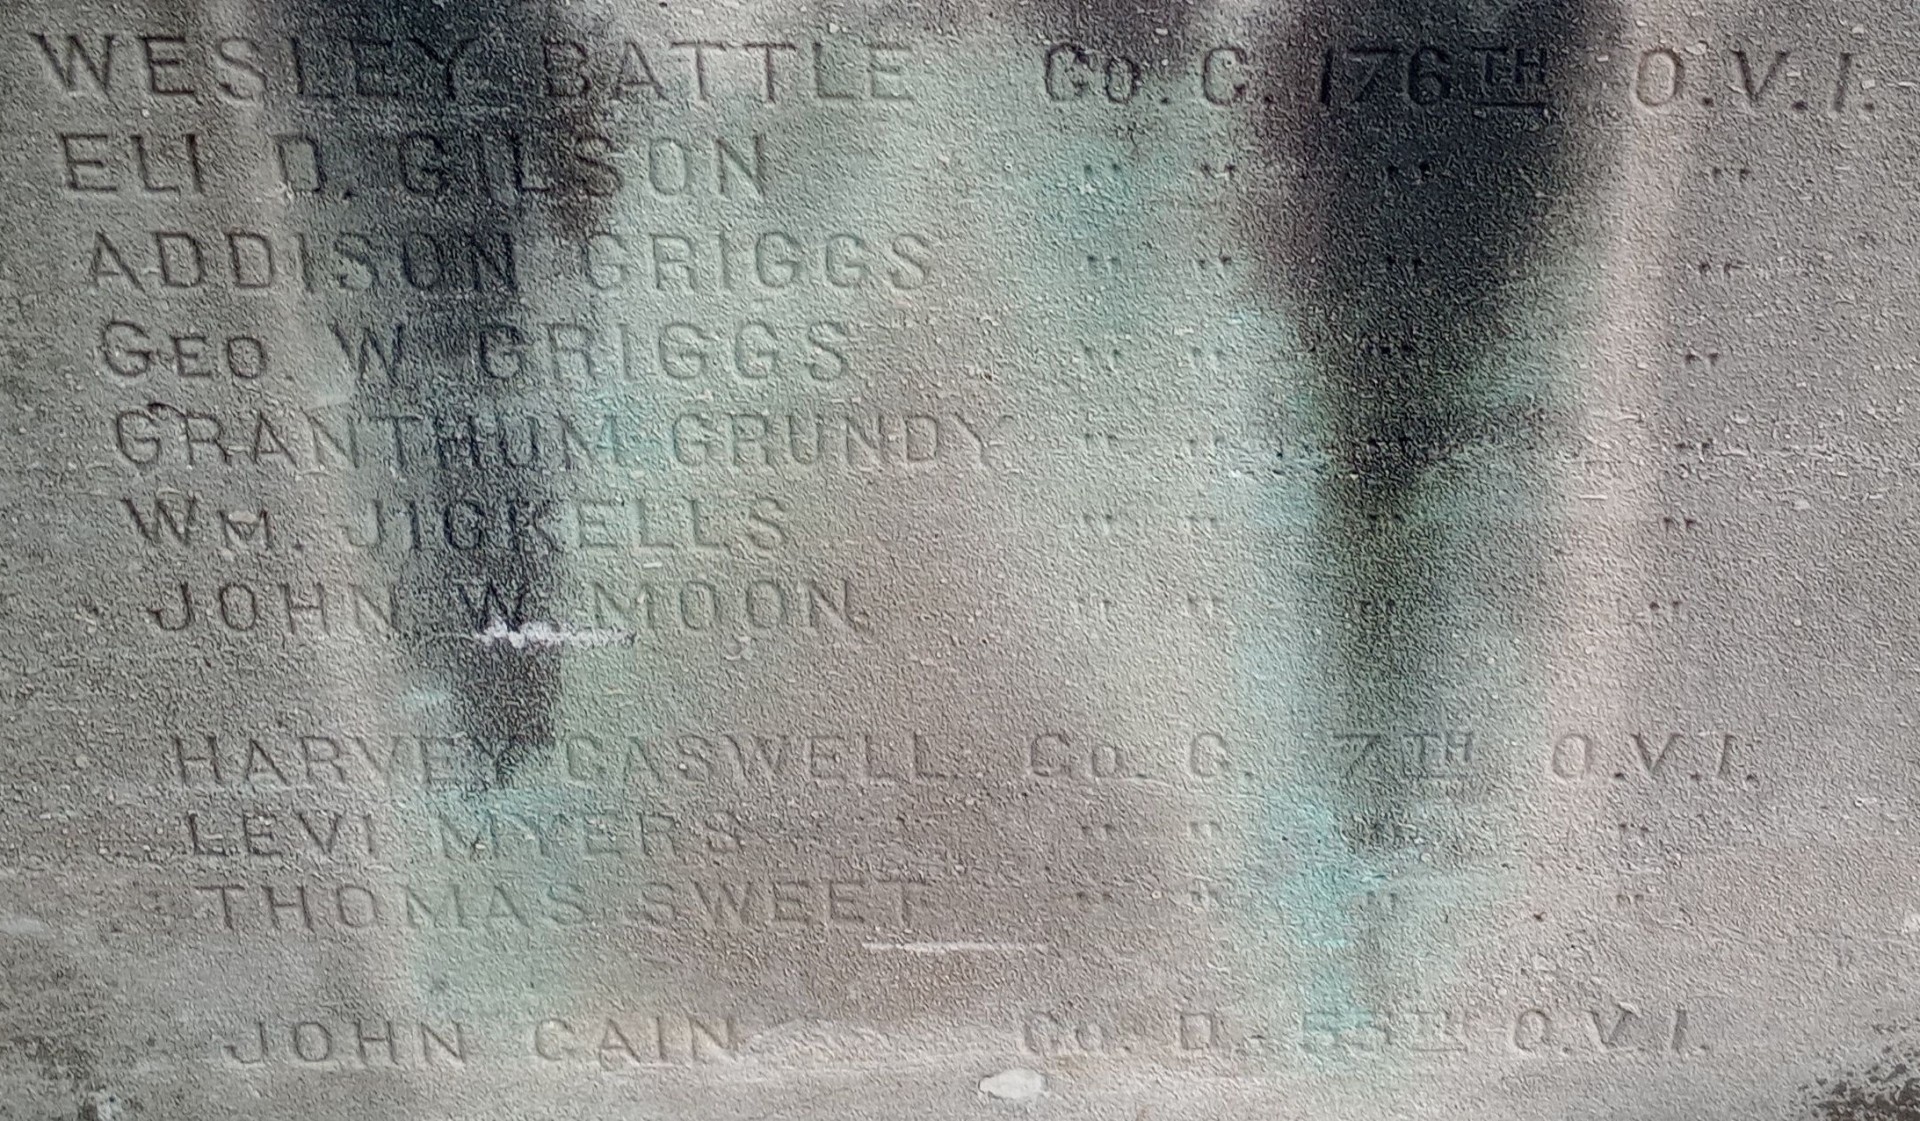 WESLEY BATTLE Co. C. 176TH O.V.I.
ELI D. GILSON " " " "
ADDISON GRIGGS " " " "
GEO. W. GRIGGS " " " "
GRANTHUM GRUNDY " " " "
WM. JICKELLS " " " "
JOHN W. MOON " " " "
HARVEY CASWELL Co. G. 7TH O.V.I.
LEVI MYERS " " " "
THOMAS SWEET " " " "
JOHN CAIN Co. D. O.V.I.